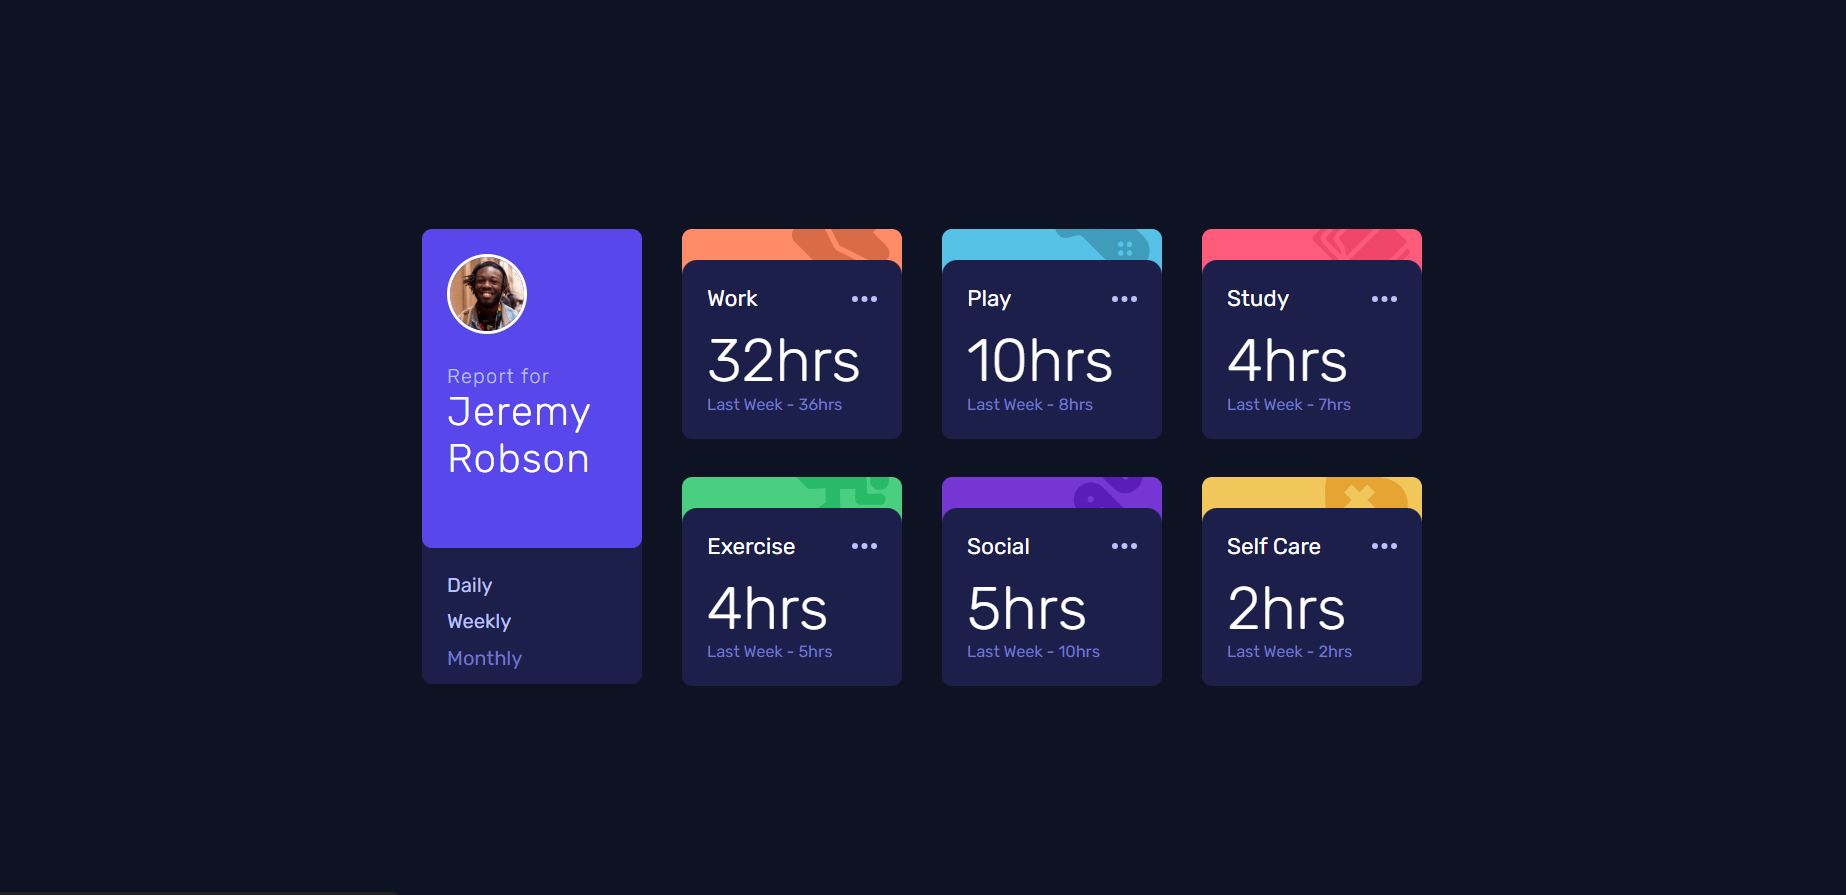 Report for
Jeremy
Robson
Daily
Weekly
Monthly
Work
32hrs
Last Week - 36hrs
Play
10hrs
Last Week - 8hrs
Study
4hrs
Last Week - 7hrs
Exercise
4hrs
Last Week - 5hrs
Social
5hrs
Last Week - 10hrs
Self Care
2hrs
Last Week - 2hrs